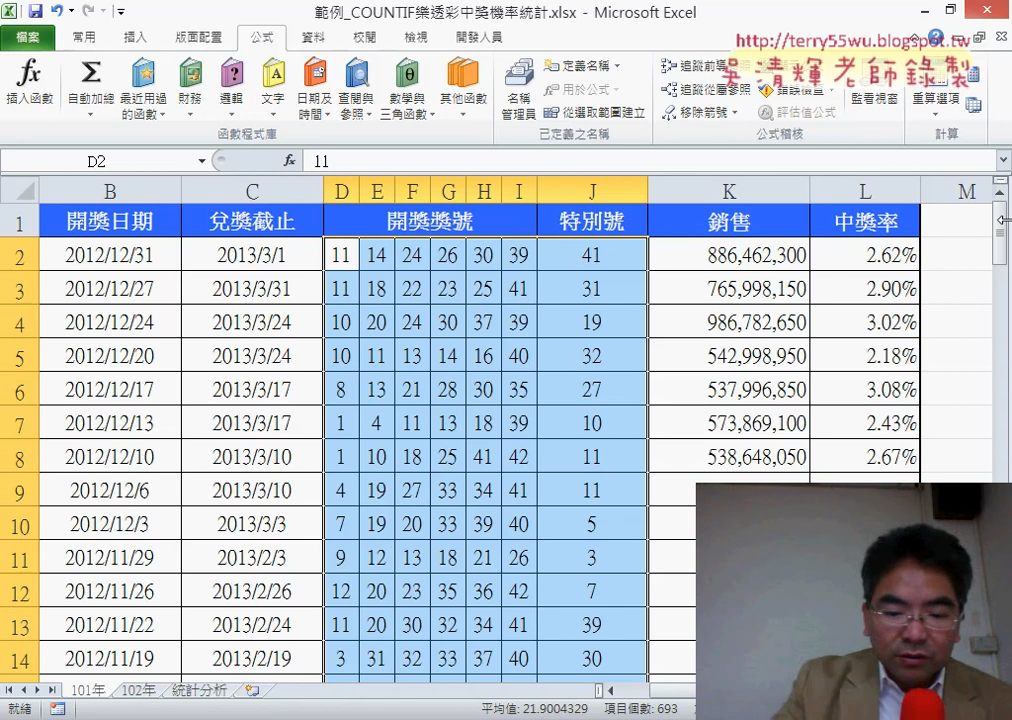 範例_COUNTIF樂透彩中獎機率統計.xlsx - Microsoft Excel
檔案 常用 插入 版面配置 公式 資料 校閱 檢視 開發人員
http://terry55wu.blogspot.tw
吳清輝老師錄製
插入函數 自動加總 最近用過的函數 財務 邏輯 文字 日期及時間 查閱與參照 數學與三角函數 其他函數
名稱管理員 定義名稱 用於公式 從選取範圍建立
追蹤從屬參照 移除箭號 評估值公式 監看視窗 重算選項
函數程式庫 已定義之名稱 公式稽核 計算
D2 fx 11
B C D E F G H I J K L M
1 開獎日期 兌獎截止 開獎獎號 特別號 銷售 中獎率
2 2012/12/31 2013/3/1 11 14 24 26 30 39 41 886,462,300 2.62%
3 2012/12/27 2013/3/31 11 18 22 23 25 41 31 765,998,150 2.90%
4 2012/12/24 2013/3/24 10 20 24 30 37 39 19 986,782,650 3.02%
5 2012/12/20 2013/3/24 10 11 13 14 16 40 32 542,998,950 2.18%
6 2012/12/17 2013/3/17 8 13 21 28 30 35 27 537,996,850 3.08%
7 2012/12/13 2013/3/17 1 4 11 13 18 39 10 573,869,100 2.43%
8 2012/12/10 2013/3/10 1 10 18 25 41 42 11 538,648,050 2.67%
9 2012/12/6 2013/3/10 4 19 27 33 34 41 11
10 2012/12/3 2013/3/3 7 19 20 33 39 40 5
11 2012/11/29 2013/2/3 9 12 13 18 21 26 3
12 2012/11/26 2013/2/26 12 20 23 35 36 42 7
13 2012/11/22 2013/2/24 11 20 30 32 34 41 39
14 2012/11/19 2013/2/19 3 31 32 33 37 40 30
101年 102年 統計分析
就緒 平均值: 21.9004329 項目個數: 693